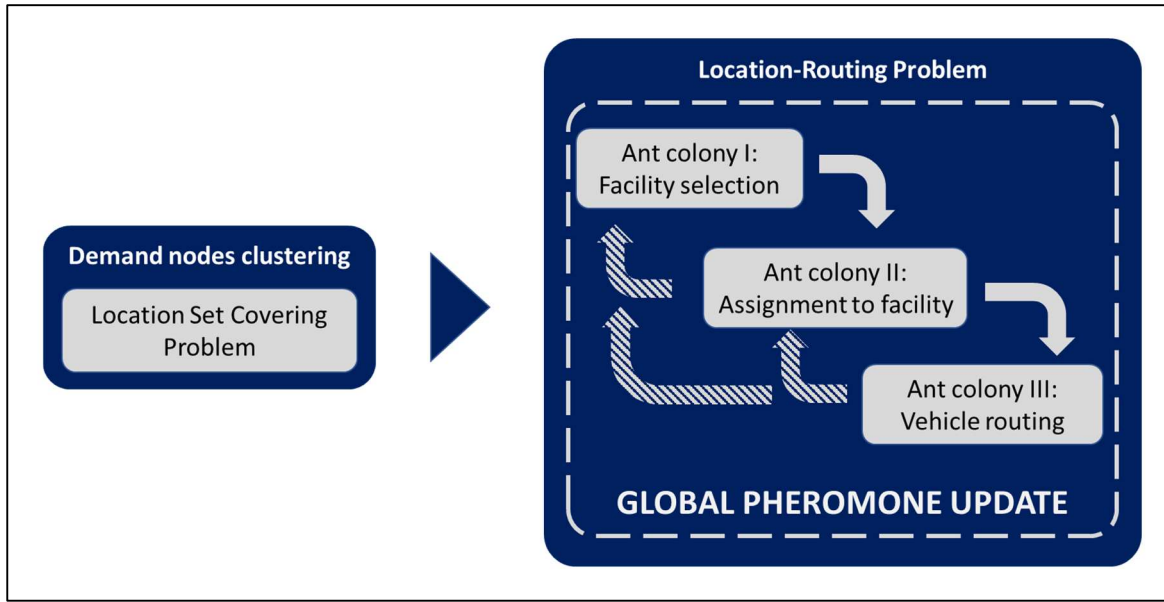 Location-Routing Problem
Ant colony I:
Facility selection
Demand nodes clustering
Location Set Covering
Problem
Ant colony II:
Assignment to facility
Ant colony III:
Vehicle routing
GLOBAL PHEROMONE UPDATE